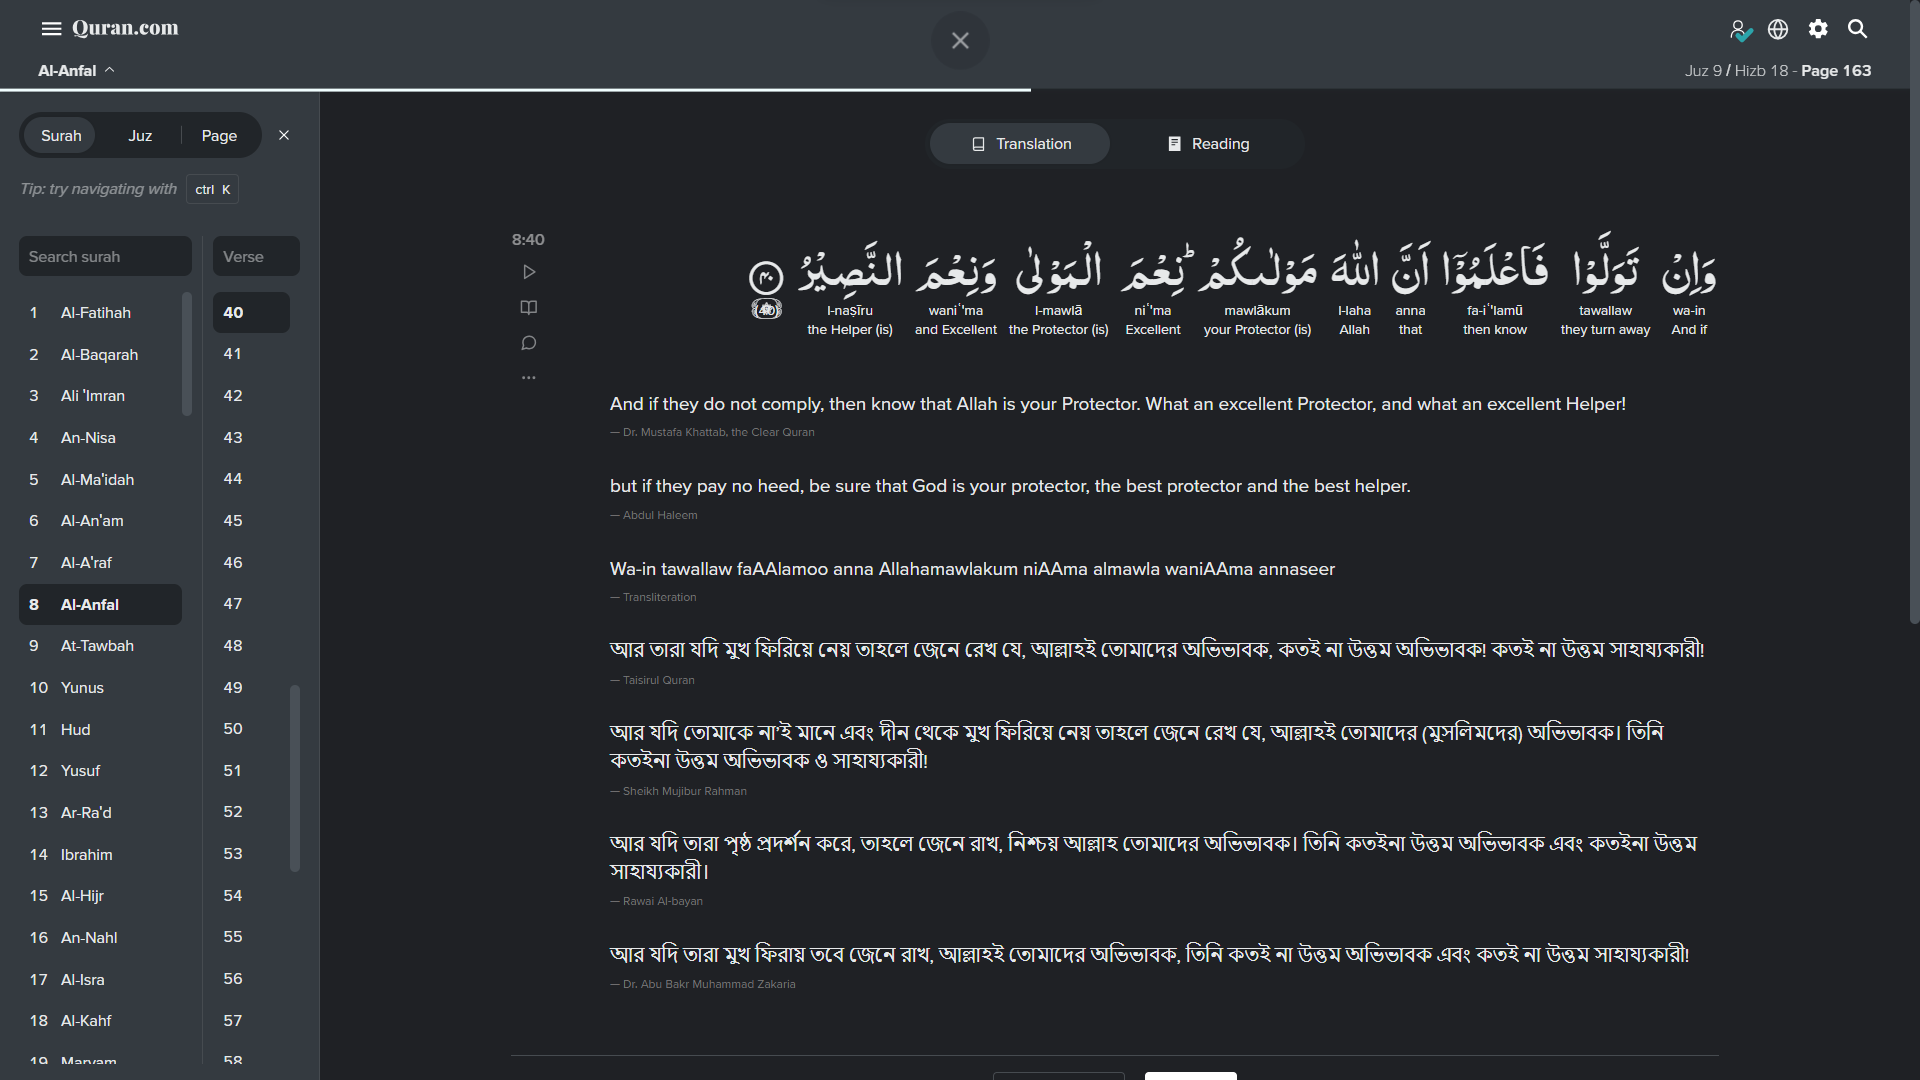 Quran.com
Al-Anfal
Juz 9 / Hizb 18 - Page 163
Surah
Juz
Page
Tip: try navigating with ctrl K
Search surah
Verse
1 Al-Fatihah
2 Al-Baqarah
3 Ali 'Imran
4 An-Nisa
5 Al-Ma'idah
6 Al-An'am
7 Al-A'raf
8 Al-Anfal
9 At-Tawbah
10 Yunus
11 Hud
12 Yusuf
13 Ar-Ra'd
14 Ibrahim
15 Al-Hijr
16 An-Nahl
17 Al-Isra
18 Al-Kahf
19 Maryam
40
41
42
43
44
45
46
47
48
49
50
51
52
53
54
55
56
57
58
Translation
Reading
8:40
وَاِنْ تَوَلَّوْا فَاعْلَمُوْٓا اَنَّ اللّٰهَ مَوْلٰىكُمْ ؕ نِعْمَ الْمَوْلٰى وَنِعْمَ النَّصِيْرُ ۴۰
wa-in tawallaw fa-iʿ'lamū anna l-laha mawlākum niʿ'ma l-mawlā waniʿ'ma l-naṣīru (40)
And if they turn away then know that Allah your Protector (is) Excellent the Protector (is) and Excellent the Helper (is)
And if they do not comply, then know that Allah is your Protector. What an excellent Protector, and what an excellent Helper!
— Dr. Mustafa Khattab, the Clear Quran
but if they pay no heed, be sure that God is your protector, the best protector and the best helper.
— Abdul Haleem
Wa-in tawallaw faAAlamoo anna Allahamawlakum niAAma almawla waniAAma annaseer
— Transliteration
আর তারা যদি মুখ ফিরিয়ে নেয় তাহলে জেনে রেখ যে, আল্লাহই তোমাদের অভিভাবক, কতই না উত্তম অভিভাবক! কতই না উত্তম সাহায্যকারী!
— Taisirul Quran
আর যদি তোমাকে না’ই মানে এবং দীন থেকে মুখ ফিরিয়ে নেয় তাহলে জেনে রেখ যে, আল্লাহই তোমাদের (মুসলিমদের) অভিভাবক। তিনি
কতইনা উত্তম অভিভাবক ও সাহায্যকারী!
— Sheikh Mujibur Rahman
আর যদি তারা পৃষ্ঠ প্রদর্শন করে, তাহলে জেনে রাখ, নিশ্চয় আল্লাহ তোমাদের অভিভাবক। তিনি কতইনা উত্তম অভিভাবক এবং কতইনা উত্তম
সাহায্যকারী।
— Rawai Al-bayan
আর যদি তারা মুখ ফিরায় তবে জেনে রাখ, আল্লাহই তোমাদের অভিভাবক, তিনি কতই না উত্তম অভিভাবক এবং কতই না উত্তম সাহায্যকারী!
— Dr. Abu Bakr Muhammad Zakaria